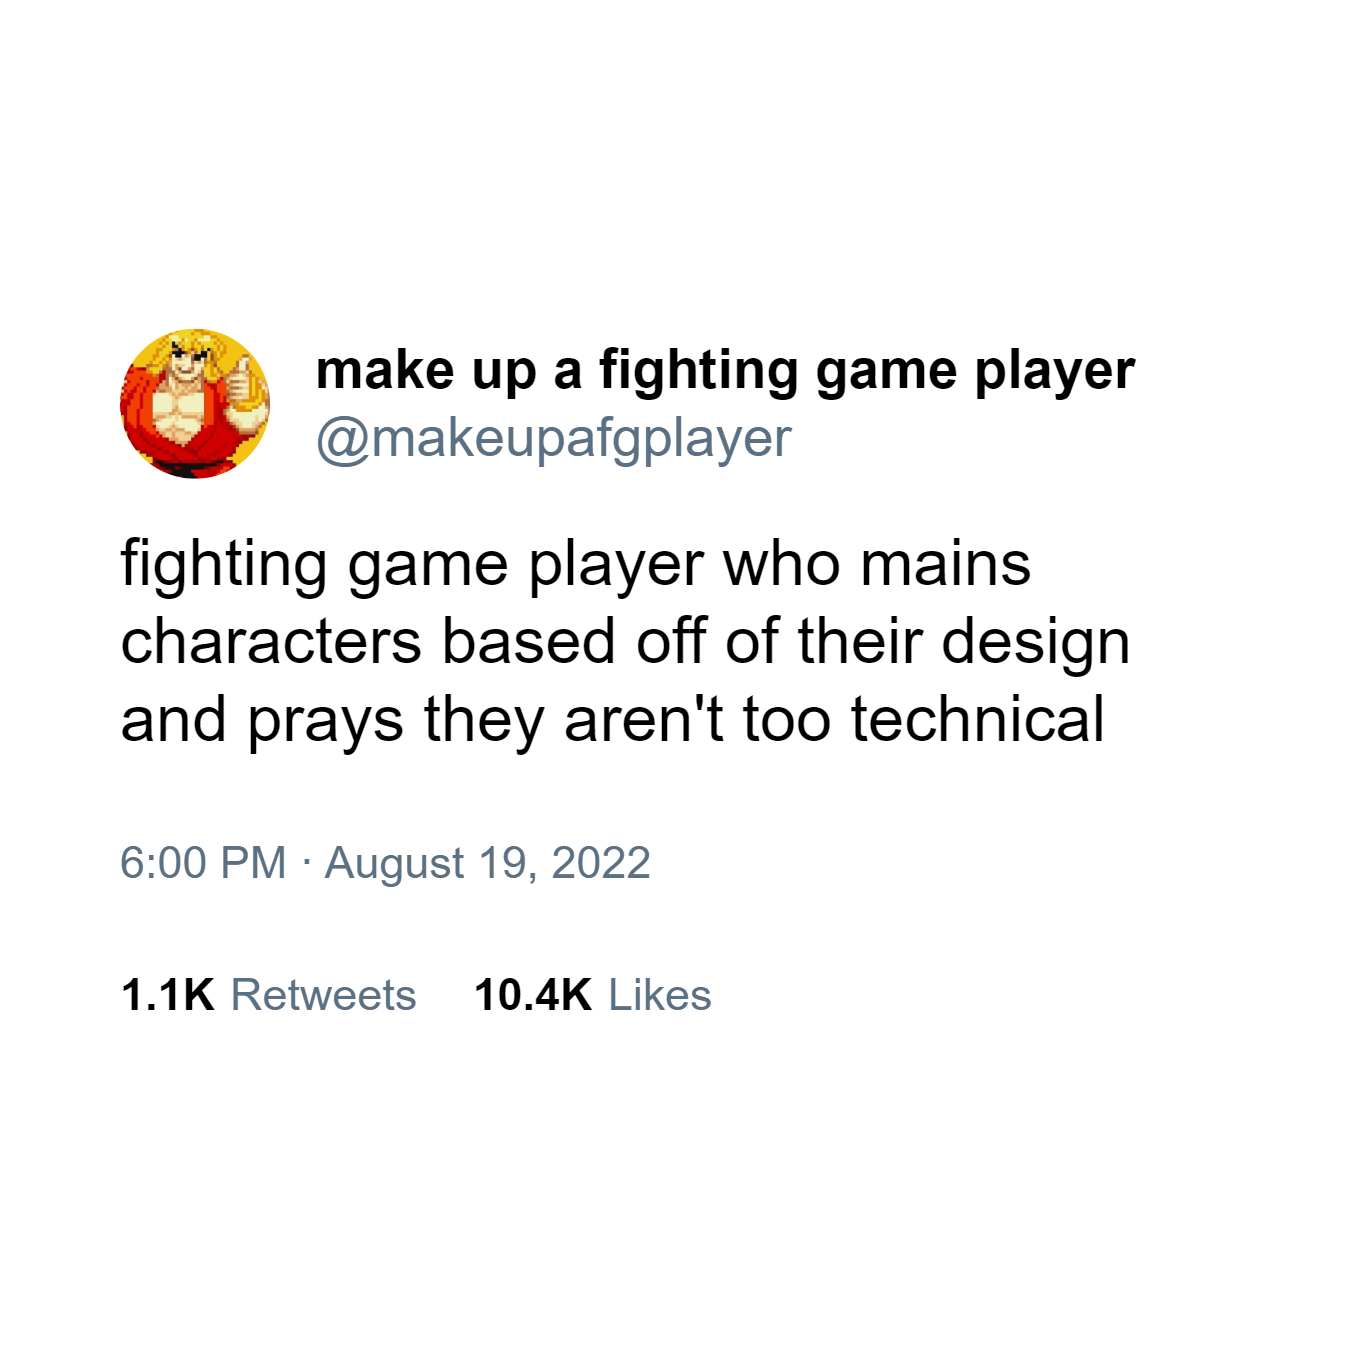 make up a fighting game player
@makeupafgplayer
fighting game player who mains
characters based off of their design
and prays they aren't too technical
6:00 PM · August 19, 2022
1.1K Retweets 10.4K Likes